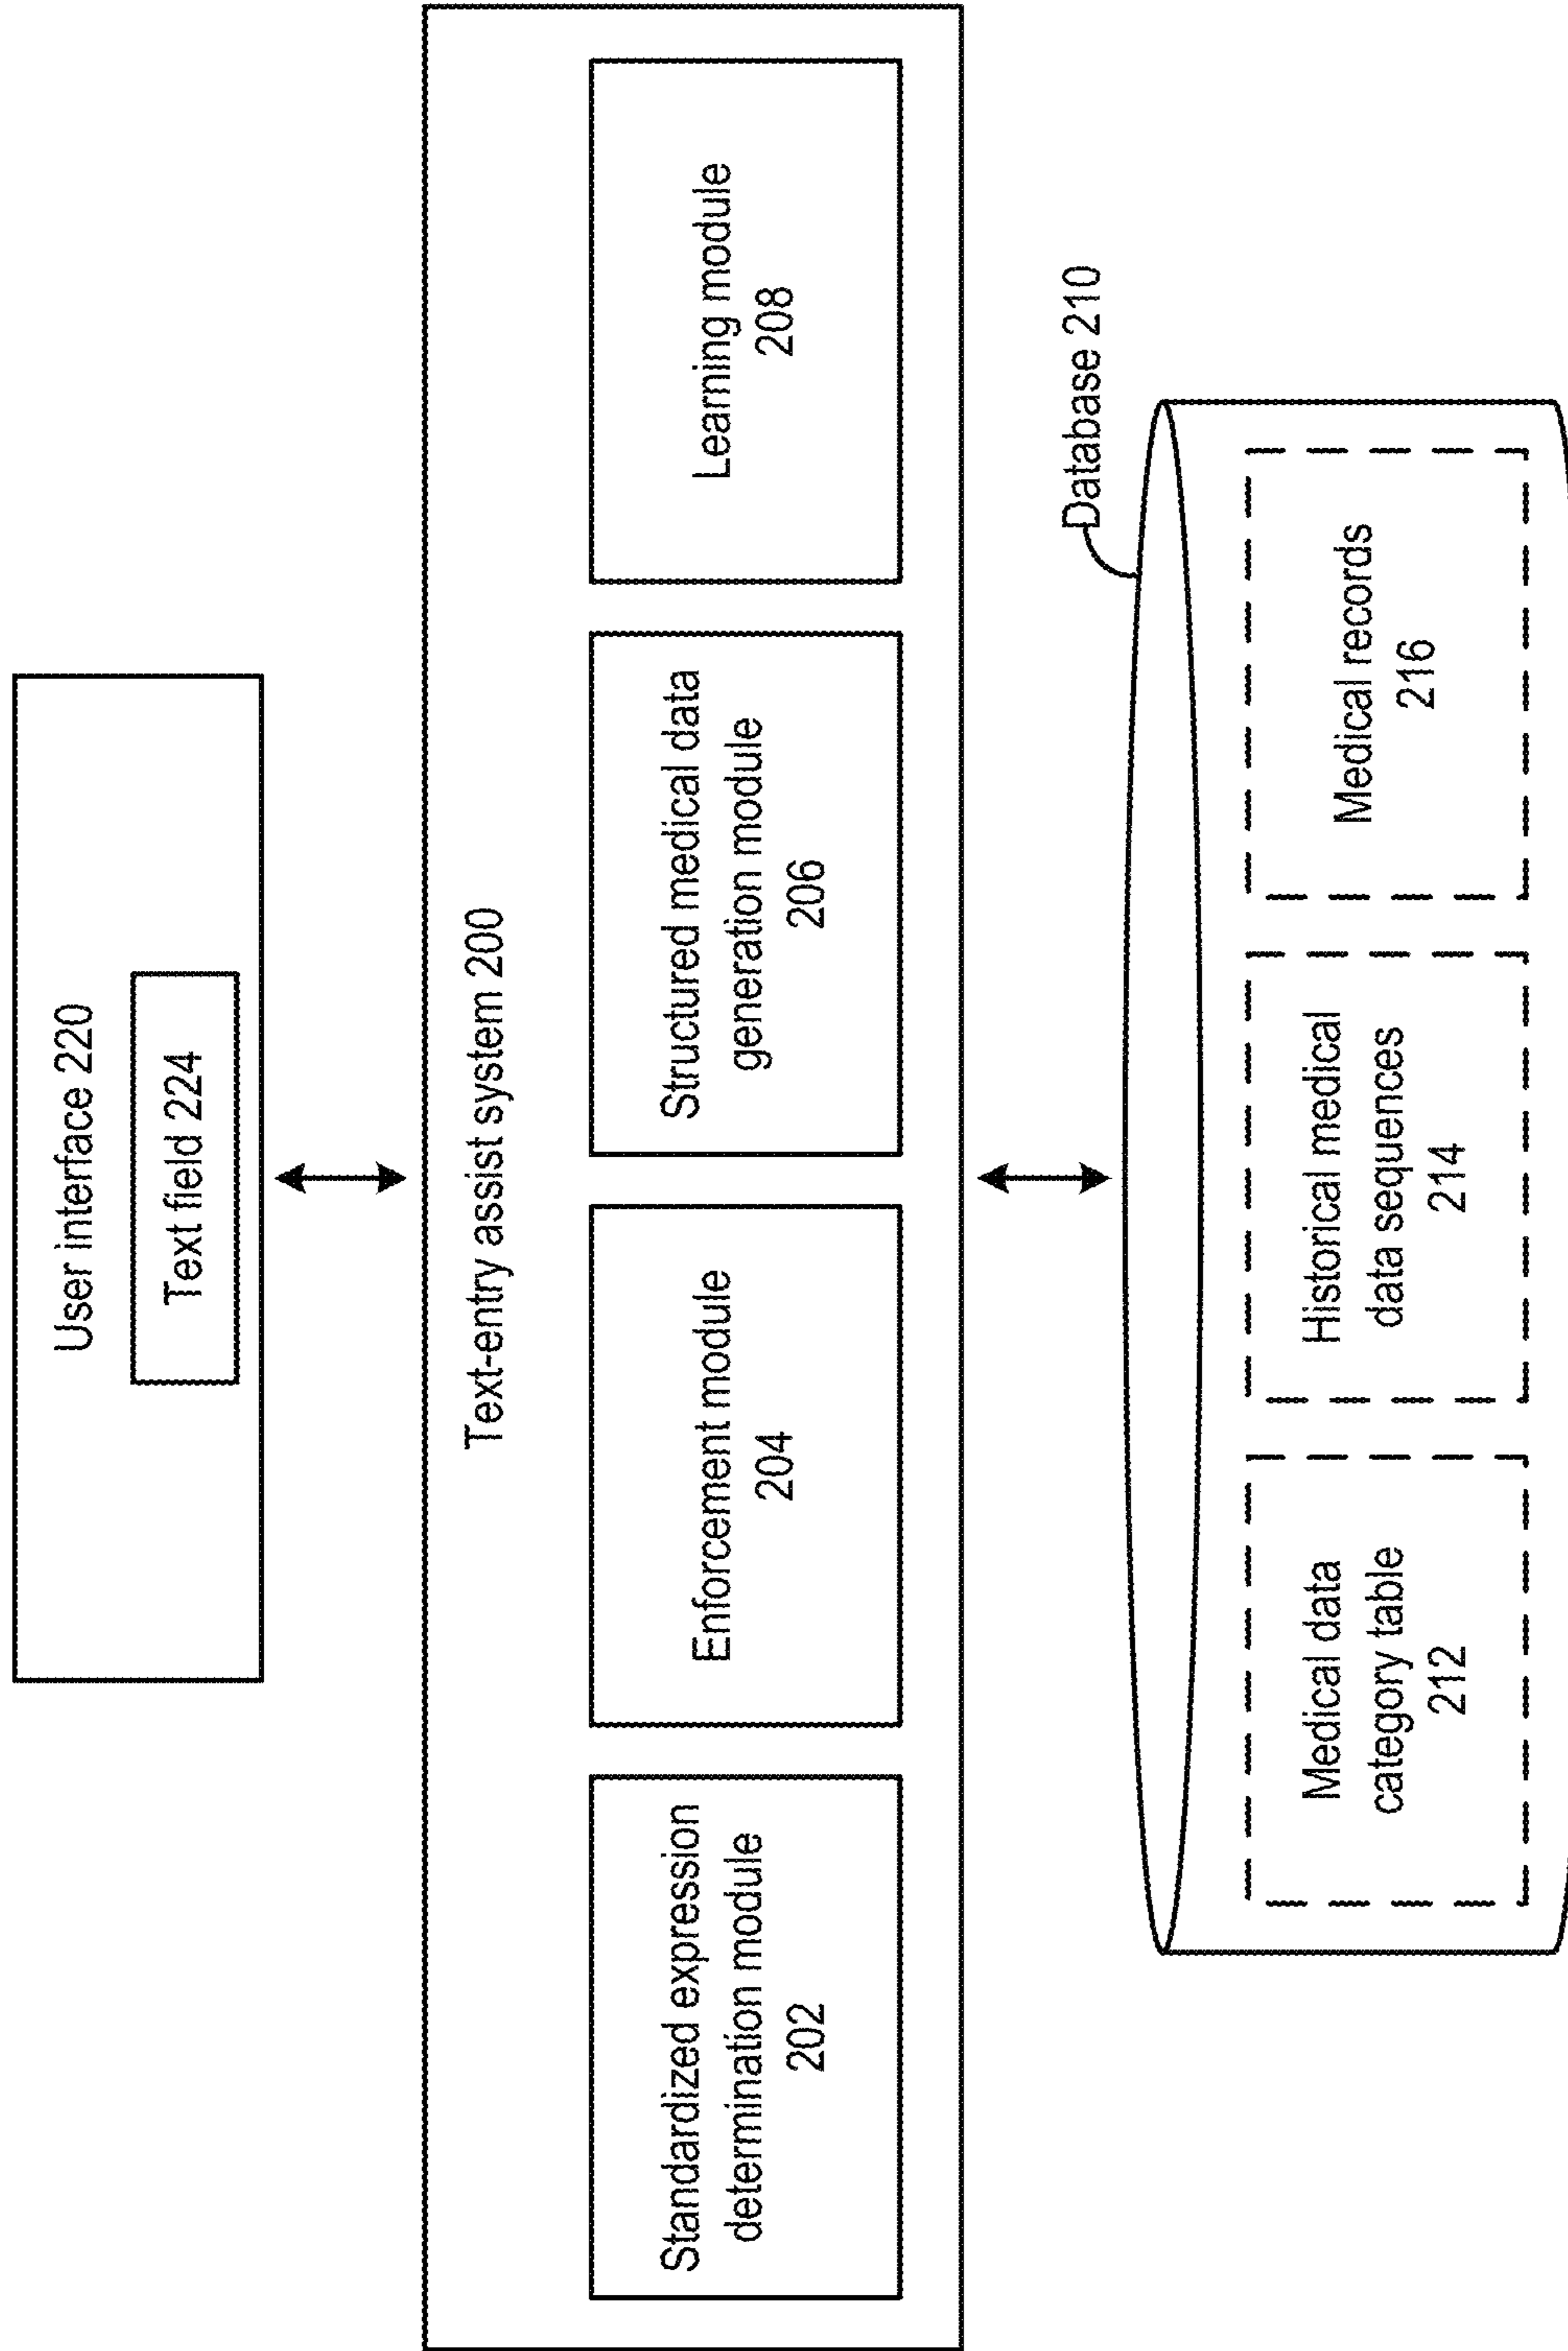 User interface 220
Text field 224
Text-entry assist system 200
Standardized expression
determination module
202
Enforcement module
204
Structured medical data
generation module
206
Learning module
208
Database 210
Medical data
category table
212
Historical medical
data sequences
214
Medical records
216